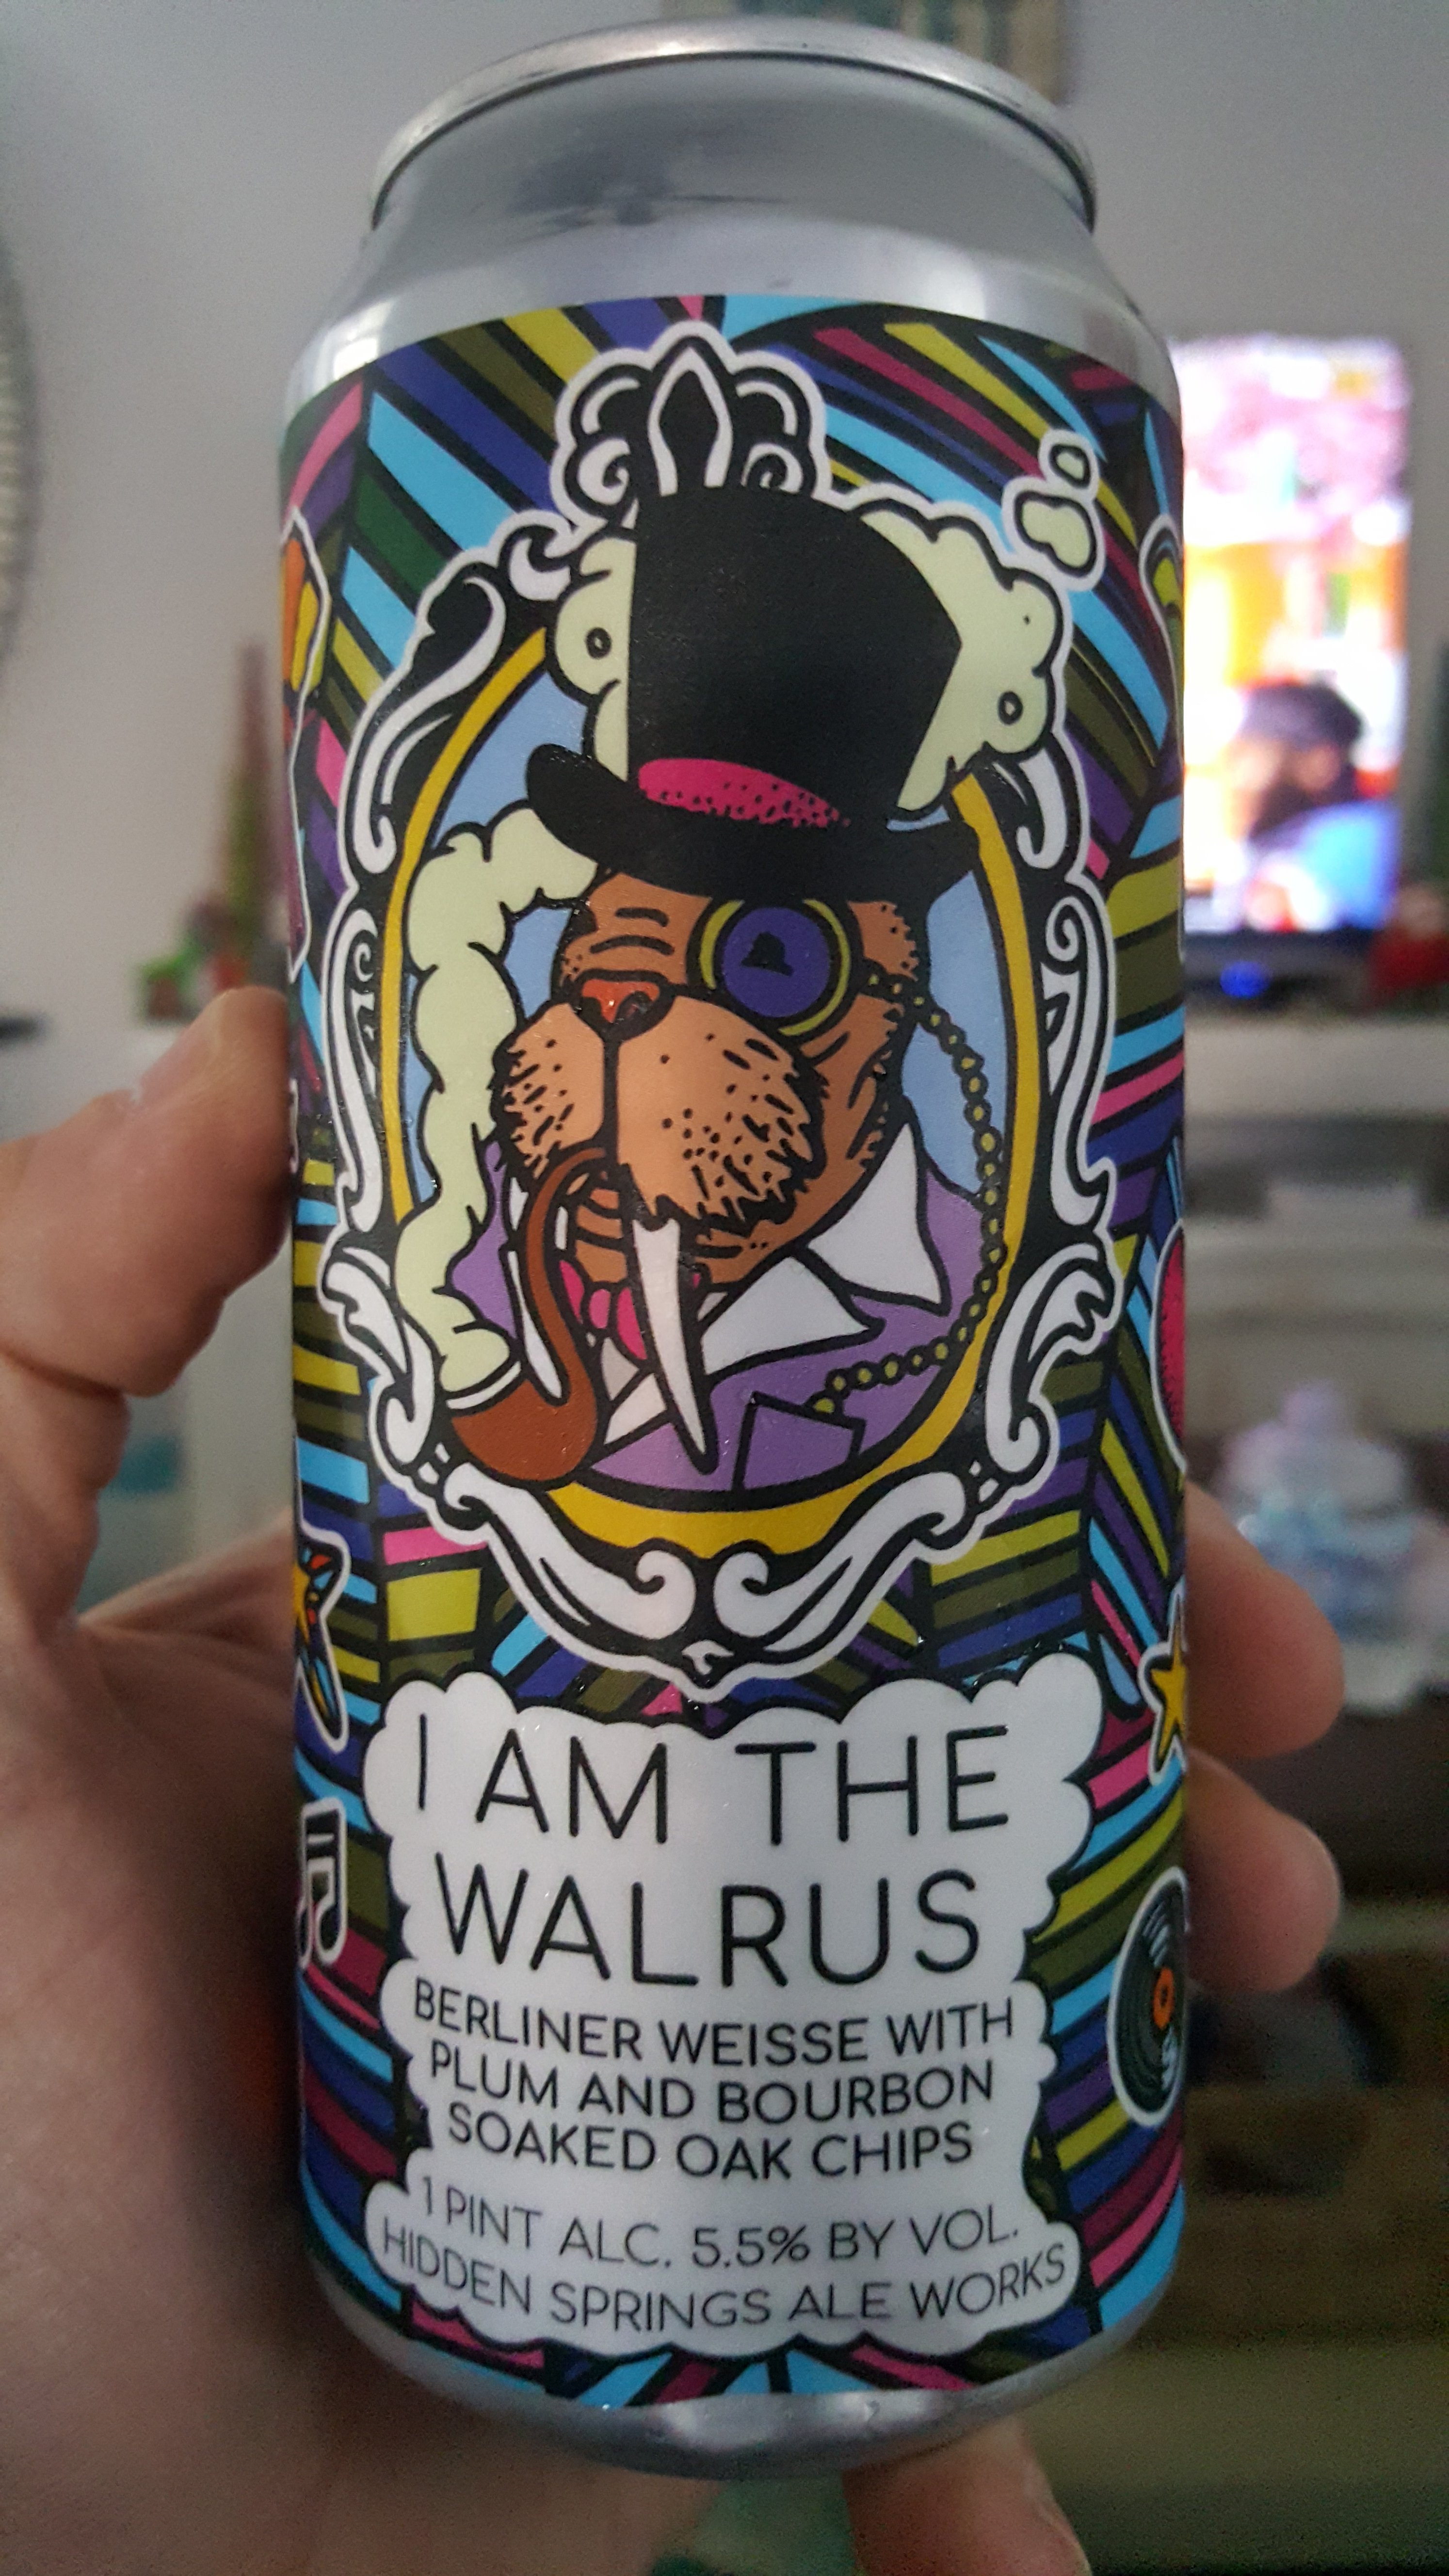 I AM THE
WALRUS
BERLINER WEISSE WITH
PLUM AND BOURBON
SOAKED OAK CHIPS
1 PINT ALC. 5.5% BY VOL.
HIDDEN SPRINGS ALE WORKS